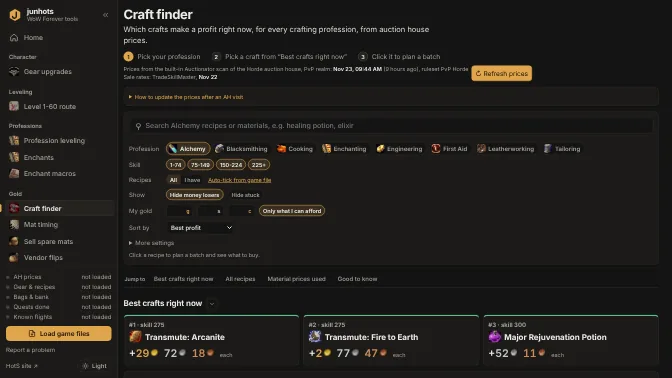 junhots
WoW Forever tools
Home
Character
Gear upgrades
Leveling
Level 1-60 route
Professions
Profession leveling
Enchants
Enchant macros
Gold
Craft finder
Mat timing
Sell spare mats
Vendor flips
AH prices not loaded
Gear & recipes not loaded
Bags & bank not loaded
Quests done not loaded
Known flights not loaded
Load game files
Report a problem
HotS site ↗ Light
Craft finder
Which crafts make a profit right now, for every crafting profession, from auction house
prices.
1 Pick your profession 2 Pick a craft from "Best crafts right now" 3 Click it to plan a batch
Prices from the built-in Auctionator scan of the Horde auction house, PvP realm: Nov 23, 09:44 AM (9 hours ago), ruleset PvP Horde
Sale rates: TradeSkillMaster, Nov 22
Refresh prices
How to update the prices after an AH visit
Search Alchemy recipes or materials, e.g. healing potion, elixir
Profession Alchemy Blacksmithing Cooking Enchanting Engineering First Aid Leatherworking Tailoring
Skill 1-74 75-149 150-224 225+
Recipes All I have Auto-tick from game file
Show Hide money losers Hide stuck
My gold g s c Only what I can afford
Sort by Best profit
More settings
Click a recipe to plan a batch and see what to buy.
Jump to Best crafts right now All recipes Material prices used Good to know
Best crafts right now
#1 · skill 275
Transmute: Arcanite
+29 72 18 each
#2 · skill 275
Transmute: Fire to Earth
+2 77 47 each
#3 · skill 300
Major Rejuvenation Potion
+52 11 each